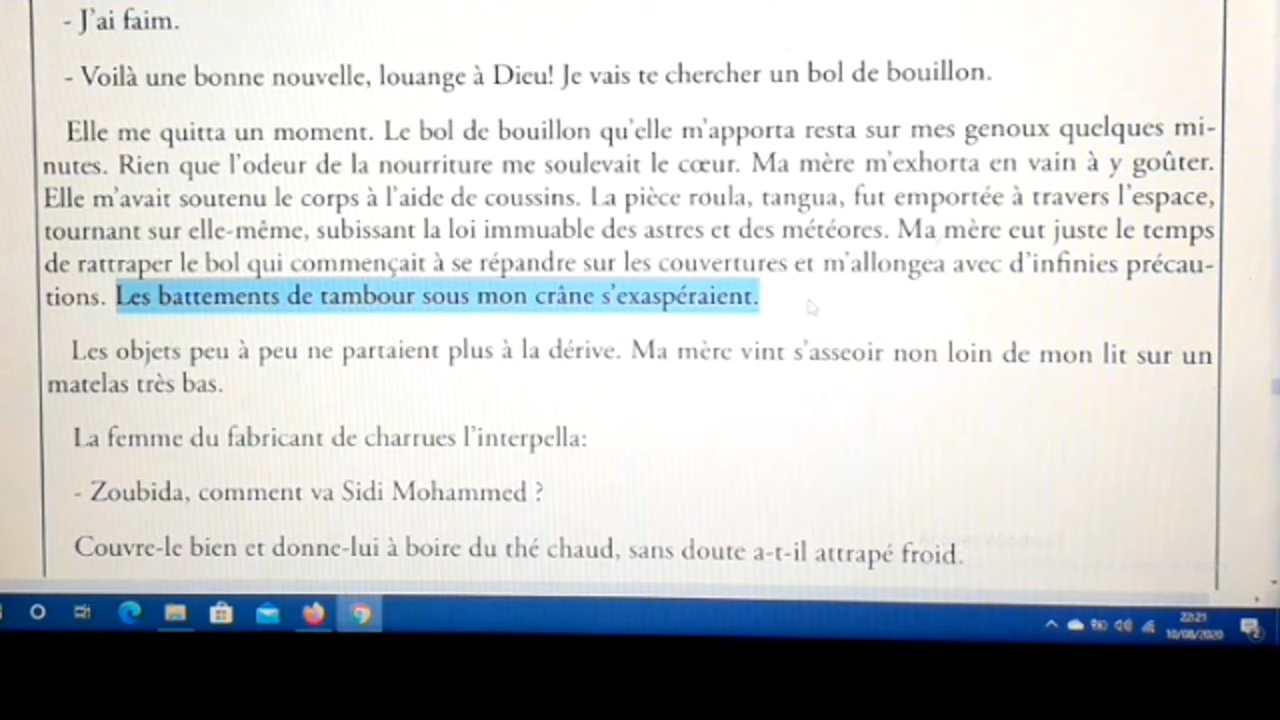 - J'ai faim.
- Voilà une bonne nouvelle, louange à Dieu! Je vais te chercher un bol de bouillon.
Elle me quitta un moment. Le bol de bouillon qu'elle m'apporta resta sur mes genoux quelques mi-
nutes. Rien que l'odeur de la nourriture me soulevait le cœur. Ma mère m'exhorta en vain à y goûter.
Elle m'avait soutenu le corps à l'aide de coussins. La pièce roula, tangua, fut emportée à travers l'espace,
tournant sur elle-même, subissant la loi immuable des astres et des météores. Ma mère eut juste le temps
de rattraper le bol qui commençait à se répandre sur les couvertures et m'allongea avec d'infinies précau-
tions. Les battements de tambour sous mon crâne s'exaspéraient.
Les objets peu à peu ne partaient plus à la dérive. Ma mère vint s'asseoir non loin de mon lit sur un
matelas très bas.
La femme du fabricant de charrues l'interpella:
- Zoubida, comment va Sidi Mohammed ?
Couvre-le bien et donne-lui à boire du thé chaud, sans doute a-t-il attrapé froid.
22:21
10/08/2020